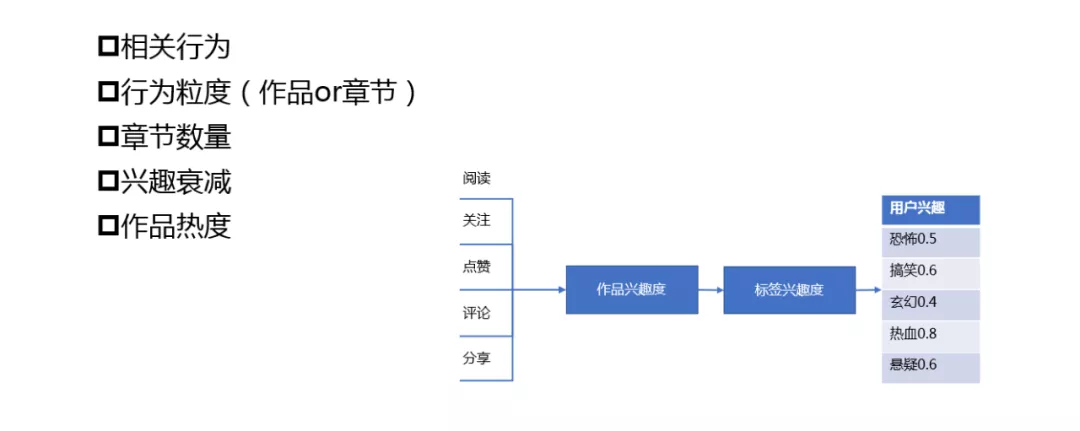 相关行为
行为粒度（作品or章节）
章节数量
兴趣衰减
作品热度
阅读
关注
点赞
评论
分享
作品兴趣度
标签兴趣度
用户兴趣
恐怖0.5
搞笑0.6
玄幻0.4
热血0.8
悬疑0.6